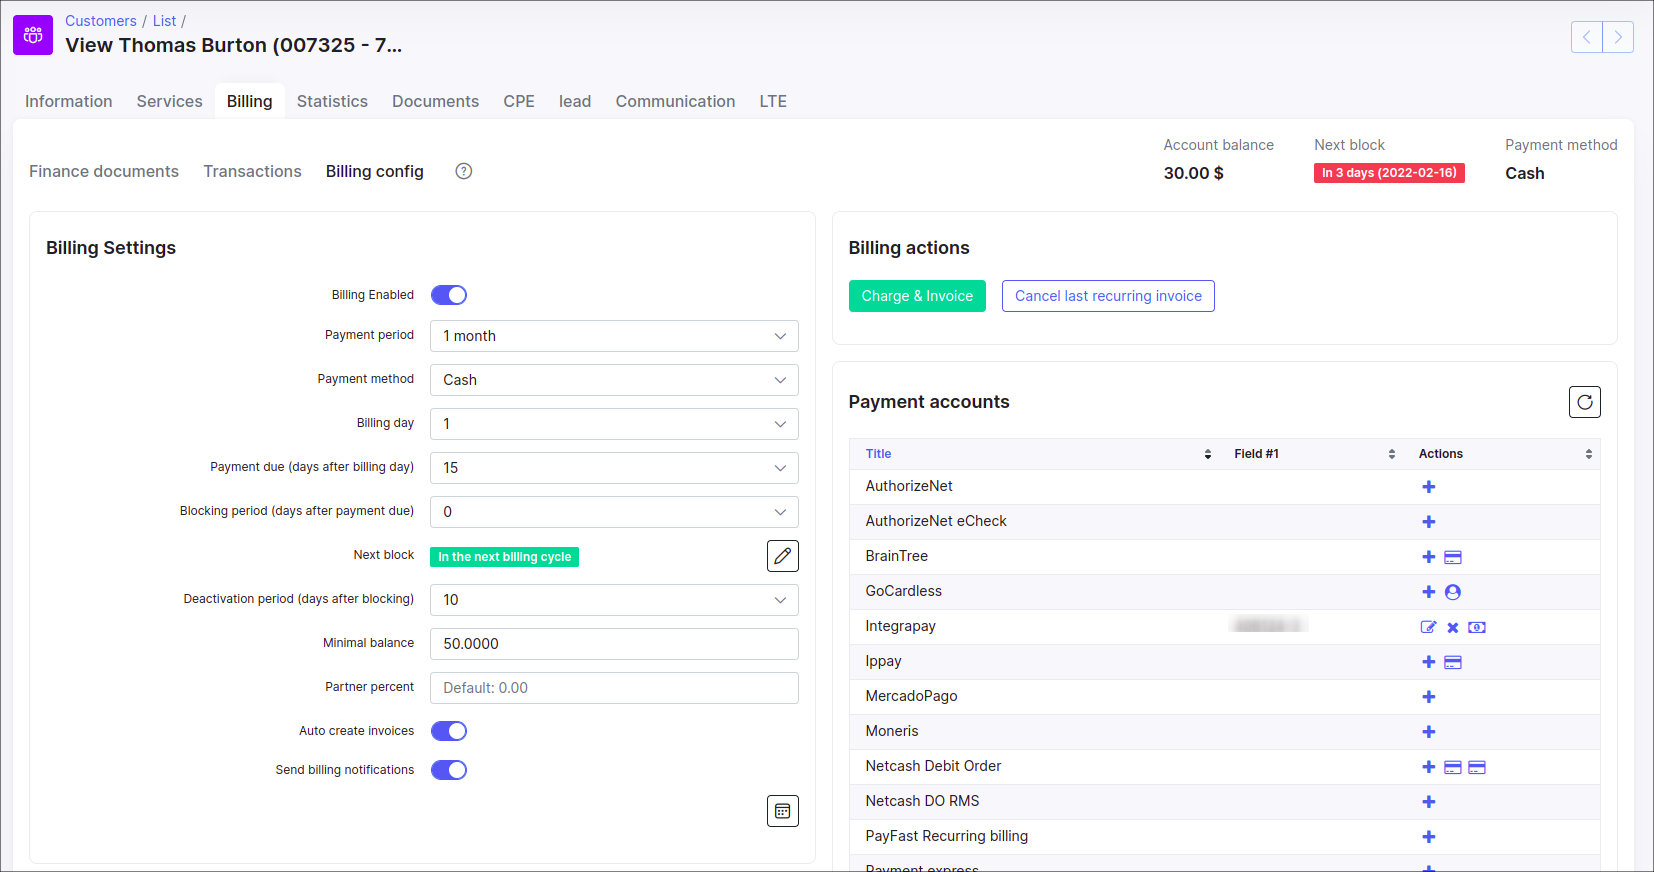 Customers / List /
View Thomas Burton (007325 - 7...
Information Services Billing Statistics Documents CPE lead Communication LTE
Finance documents Transactions Billing config ?
Account balance Next block Payment method
30.00 $ In 3 days (2022-02-16) Cash
Billing Settings
Billing Enabled
Payment period 1 month
Payment method Cash
Billing day 1
Payment due (days after billing day) 15
Blocking period (days after payment due) 0
Next block In the next billing cycle
Deactivation period (days after blocking) 10
Minimal balance 50.0000
Partner percent Default: 0.00
Auto create invoices
Send billing notifications
Billing actions
Charge & Invoice Cancel last recurring invoice
Payment accounts
Title Field #1 Actions
AuthorizeNet
AuthorizeNet eCheck
BrainTree
GoCardless
Integrapay
Ippay
MercadoPago
Moneris
Netcash Debit Order
Netcash DO RMS
PayFast Recurring billing
Payment express